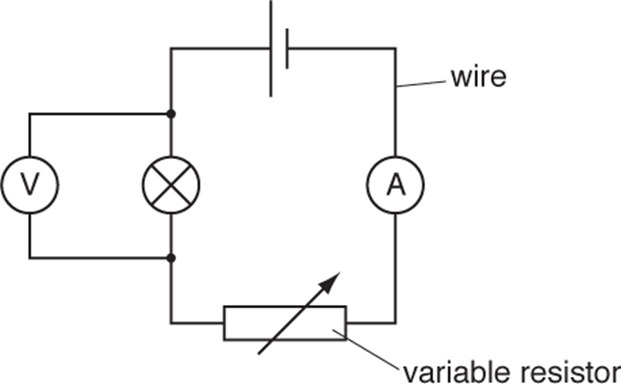 wire
V
A
variable resistor